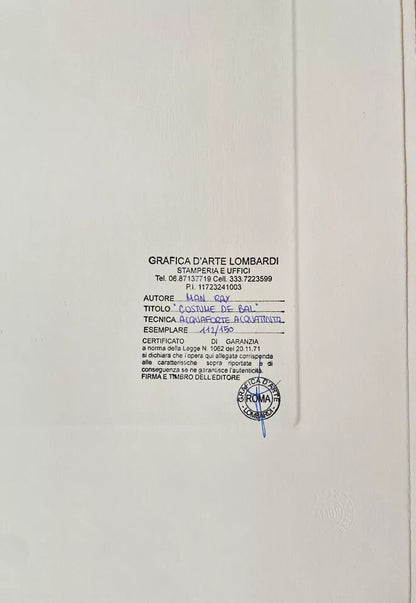 GRAFICA D'ARTE LOMBARDI
STAMPERIA E UFFICI
Tel. 06.87137719 Cell. 333.7223599
P.I. 11723241003
AUTORE MAN RAY
TITOLO "COSTUME DE BAL"
TECNICA ACQUAFORTE ACQUATINTA
ESEMPLARE 112/150
CERTIFICATO DI GARANZIA
a norma della Legge N. 1062 del 20.11.71
si dichiara che l'opera qui allegata corrisponde
alle caratteristiche sopra riportate e di
conseguenza se ne garantisce l'autenticità.
FIRMA E TIMBRO DELL'EDITORE
GRAFICA D'ARTE
ROMA
LOMBARDI